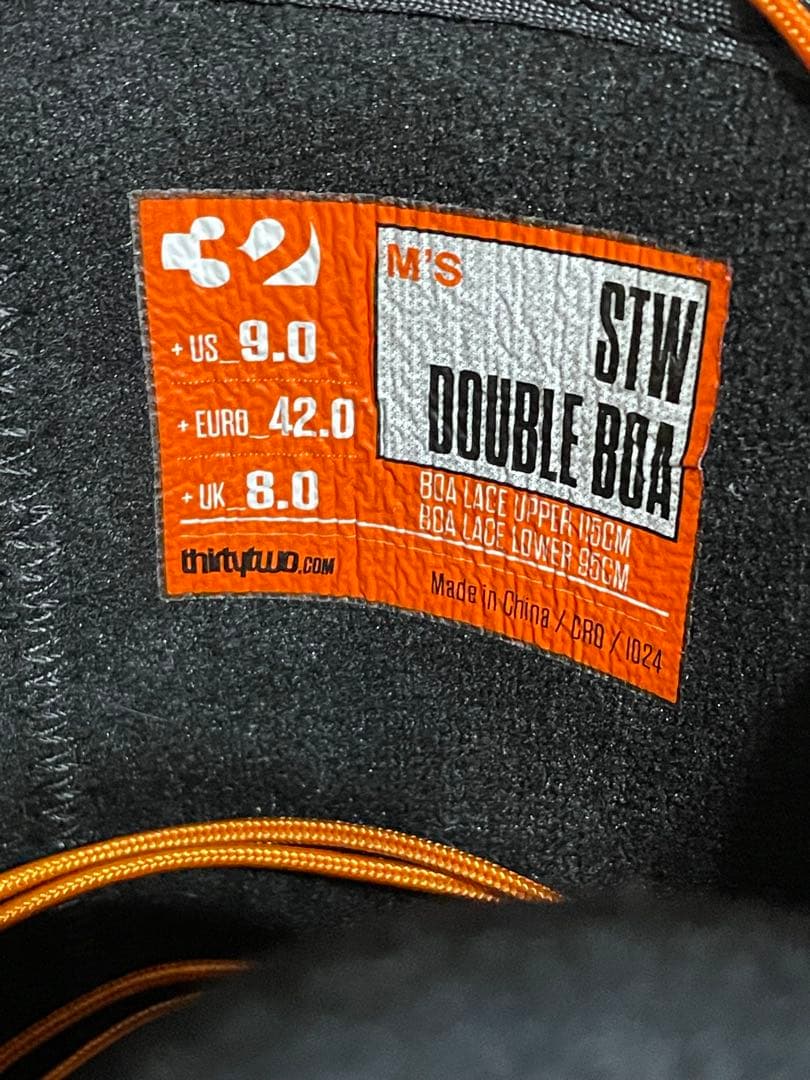 32
+ US_9.0
+ EURO_42.0
+ UK_8.0
thirtytwo.COM
M'S
STW
DOUBLE BOA
BOA LACE UPPER 115CM
BOA LACE LOWER 95CM
Made in China / CRO / 1024